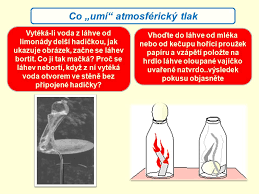 Co „umí“ atmosférický tlak
Vytéká-li voda z láhve od
limonády delší hadičkou, jak
ukazuje obrázek, začne se láhev
bortit. Co ji tak mačká? Proč se
láhev nebortí, když z ní vytéká
voda otvorem ve stěně bez
připojené hadičky?
Vhoďte do láhve od mléka
nebo od kečupu hořící proužek
papíru a vzápětí položte na
hrdlo láhve oloupané vajíčko
uvařené natvrdo..výsledek
pokusu objasněte